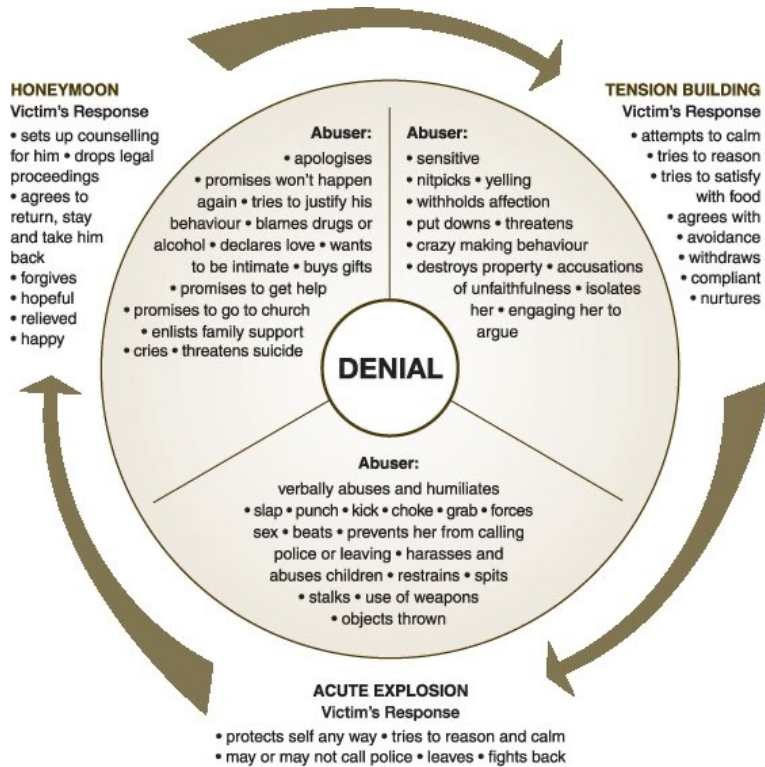 HONEYMOON
Victim's Response
• sets up counselling
for him • drops legal
proceedings
• agrees to
return, stay
and take him
back
• forgives
• hopeful
• relieved
• happy
Abuser:
• apologises
• promises won't happen
again • tries to justify his
behaviour • blames drugs or
alcohol • declares love • wants
to be intimate • buys gifts
• promises to get help
• promises to go to church
• enlists family support
• cries • threatens suicide
Abuser:
• sensitive
• nitpicks • yelling
• withholds affection
• put downs • threatens
• crazy making behaviour
• destroys property • accusations
of unfaithfulness • isolates
her • engaging her to
argue
TENSION BUILDING
Victim's Response
• attempts to calm
• tries to reason
• tries to satisfy
with food
• agrees with
• avoidance
• withdraws
• compliant
• nurtures
DENIAL
Abuser:
verbally abuses and humiliates
• slap • punch • kick • choke • grab • forces
sex • beats • prevents her from calling
police or leaving • harasses and
abuses children • restrains • spits
• stalks • use of weapons
• objects thrown
ACUTE EXPLOSION
Victim's Response
• protects self any way • tries to reason and calm
• may or may not call police • leaves • fights back